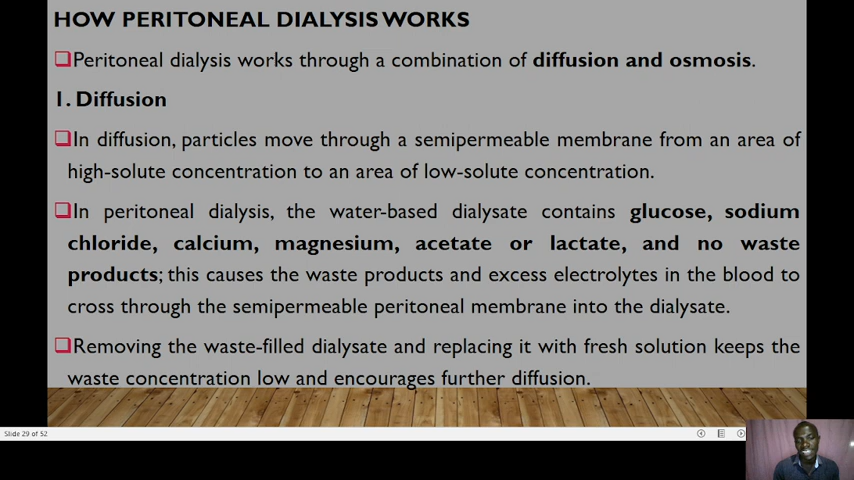 HOW PERITONEAL DIALYSIS WORKS
Peritoneal dialysis works through a combination of diffusion and osmosis.
1. Diffusion
In diffusion, particles move through a semipermeable membrane from an area of
high-solute concentration to an area of low-solute concentration.
In peritoneal dialysis, the water-based dialysate contains glucose, sodium
chloride, calcium, magnesium, acetate or lactate, and no waste
products; this causes the waste products and excess electrolytes in the blood to
cross through the semipermeable peritoneal membrane into the dialysate.
Removing the waste-filled dialysate and replacing it with fresh solution keeps the
waste concentration low and encourages further diffusion.
Slide 29 of 52